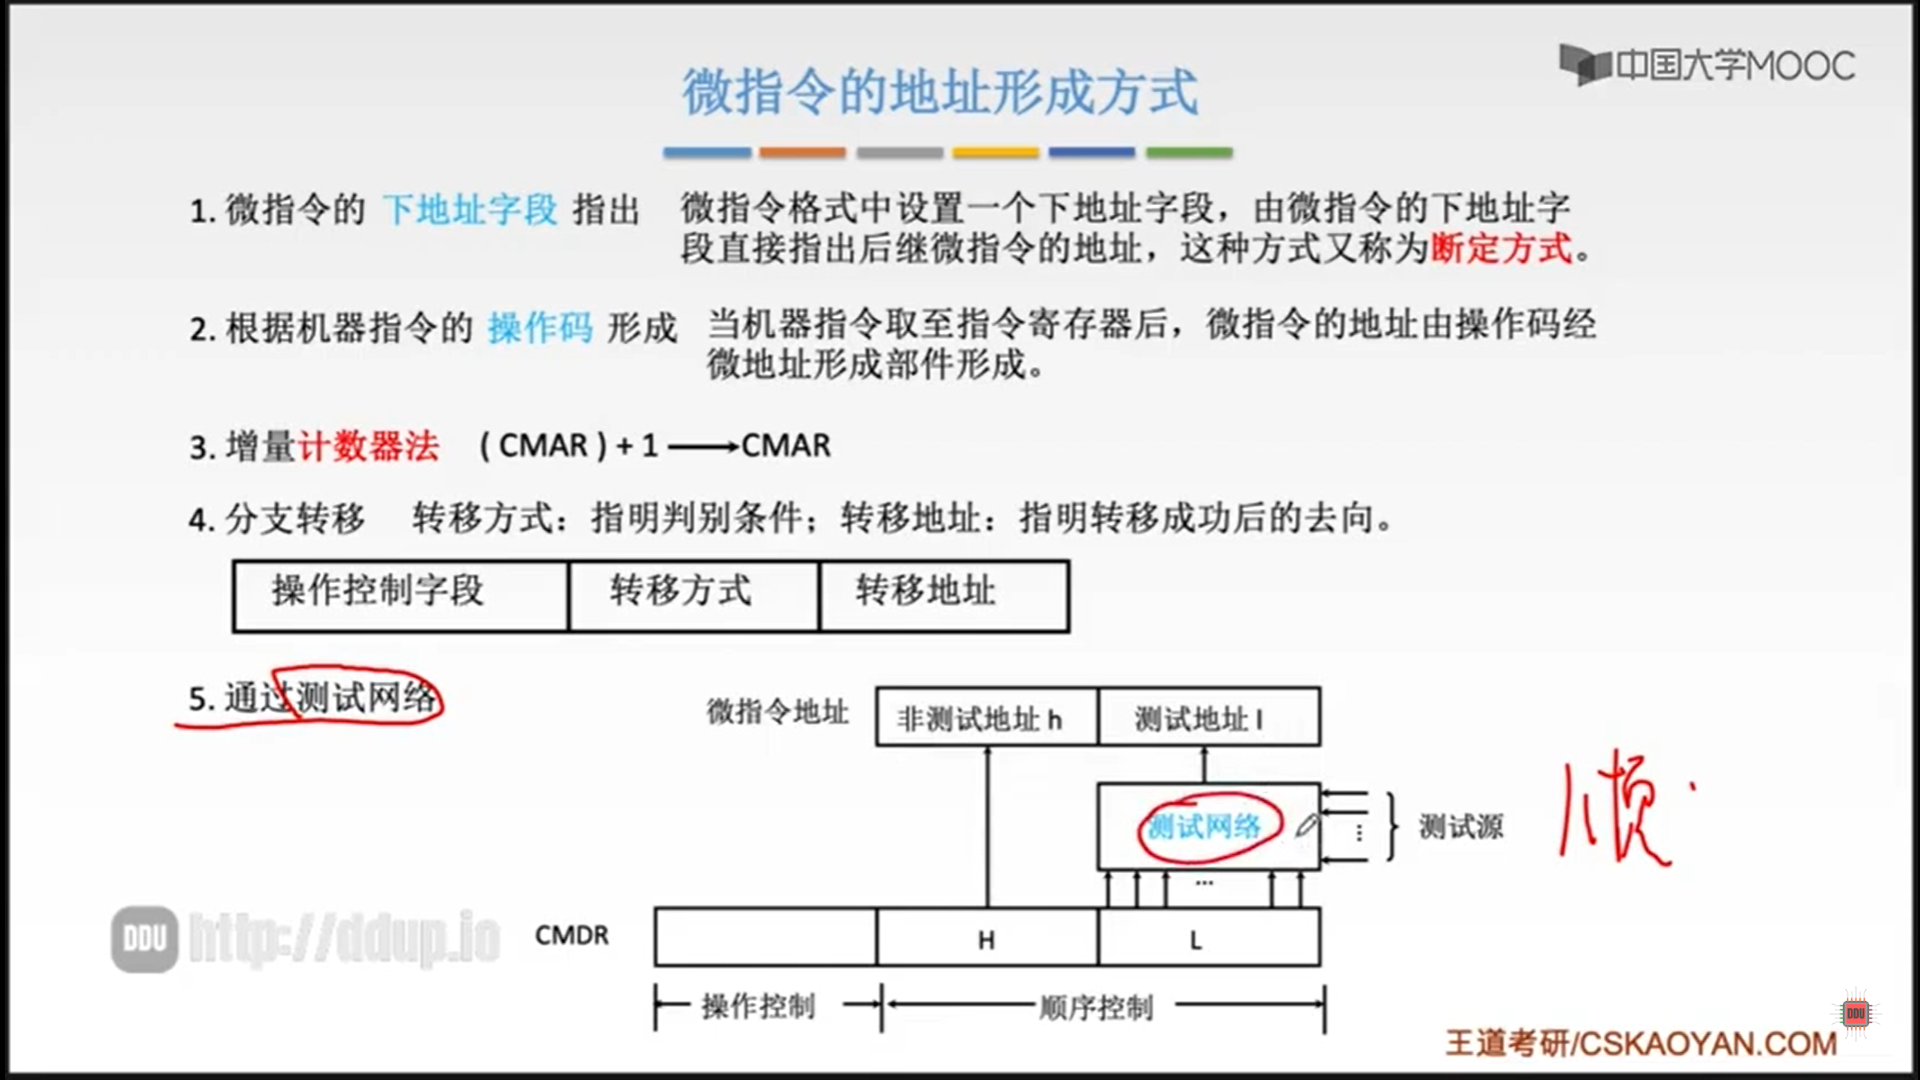 中国大学MOOC
微指令的地址形成方式
1. 微指令的 下地址字段 指出 微指令格式中设置一个下地址字段，由微指令的下地址字
段直接指出后继微指令的地址，这种方式又称为断定方式。
2. 根据机器指令的 操作码 形成 当机器指令取至指令寄存器后，微指令的地址由操作码经
微地址形成部件形成。
3. 增量计数器法 ( CMAR ) + 1 → CMAR
4. 分支转移 转移方式：指明判别条件；转移地址：指明转移成功后的去向。
操作控制字段 转移方式 转移地址
5. 通过测试网络
微指令地址 非测试地址 h 测试地址 l
测试网络 ⋮ } 测试源
顺
...
DDU http://ddup.io
CMDR H L
操作控制 顺序控制
DDU
王道考研/CSKAOYAN.COM